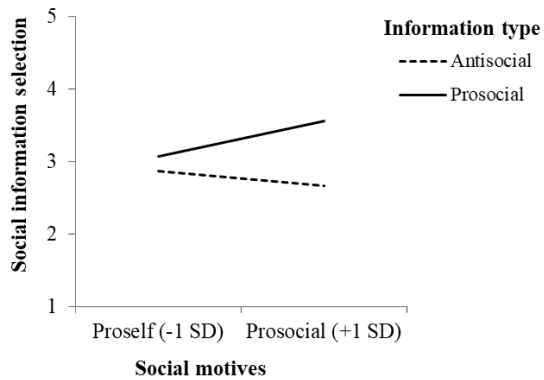 Information type
Antisocial
Prosocial
Social information selection
5
4
3
2
1
Proself (-1 SD)
Prosocial (+1 SD)
Social motives